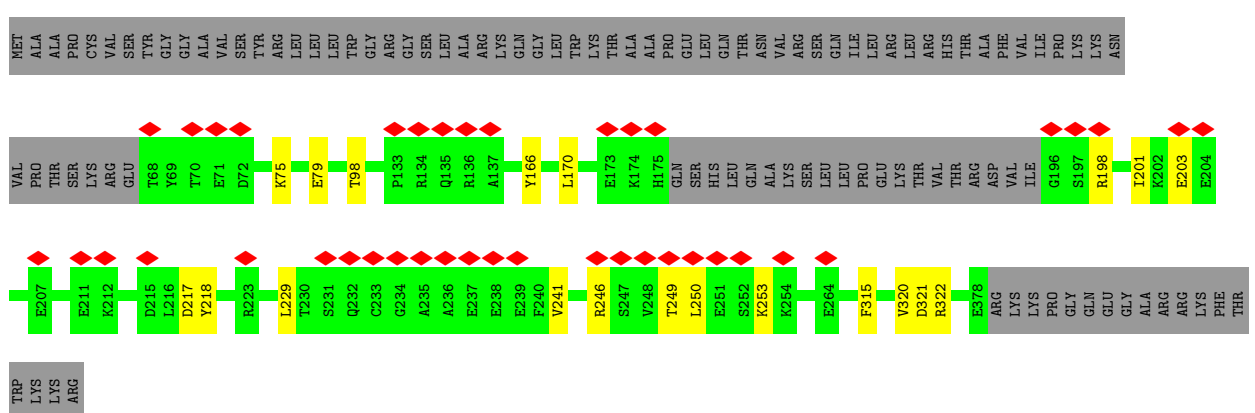 MET ALA ALA PRO CYS VAL SER TYR GLY GLY ALA VAL SER TYR ARG LEU LEU LEU TRP GLY ARG GLY SER LEU ALA ARG LYS GLN GLY LEU TRP LYS THR ALA ALA PRO GLU LEU GLN THR ASN VAL ARG SER GLN ILE LEU ARG LEU ARG HIS THR ALA PHE VAL ILE PRO LYS LYS ASN
VAL PRO THR SER LYS ARG GLU T68 Y69 T70 E71 D72 K75 E79 T98 P133 R134 Q135 R136 A137 Y166 L170 E173 K174 H175 GLN SER HIS LEU GLN ALA LYS SER LEU LEU PRO GLU LYS THR VAL THR ARG ASP VAL ILE G196 S197 R198 I201 K202 E203 E204
E207 E211 K212 D215 L216 D217 Y218 R223 L229 T230 S231 Q232 C233 G234 A235 A236 E237 E238 E239 F240 V241 R246 S247 V248 T249 L250 E251 S252 K253 K254 E264 F315 V320 D321 R322 E378 ARG LYS LYS PRO GLY GLN GLU GLY ALA ARG ARG LYS PHE THR
TRP LYS LYS ARG